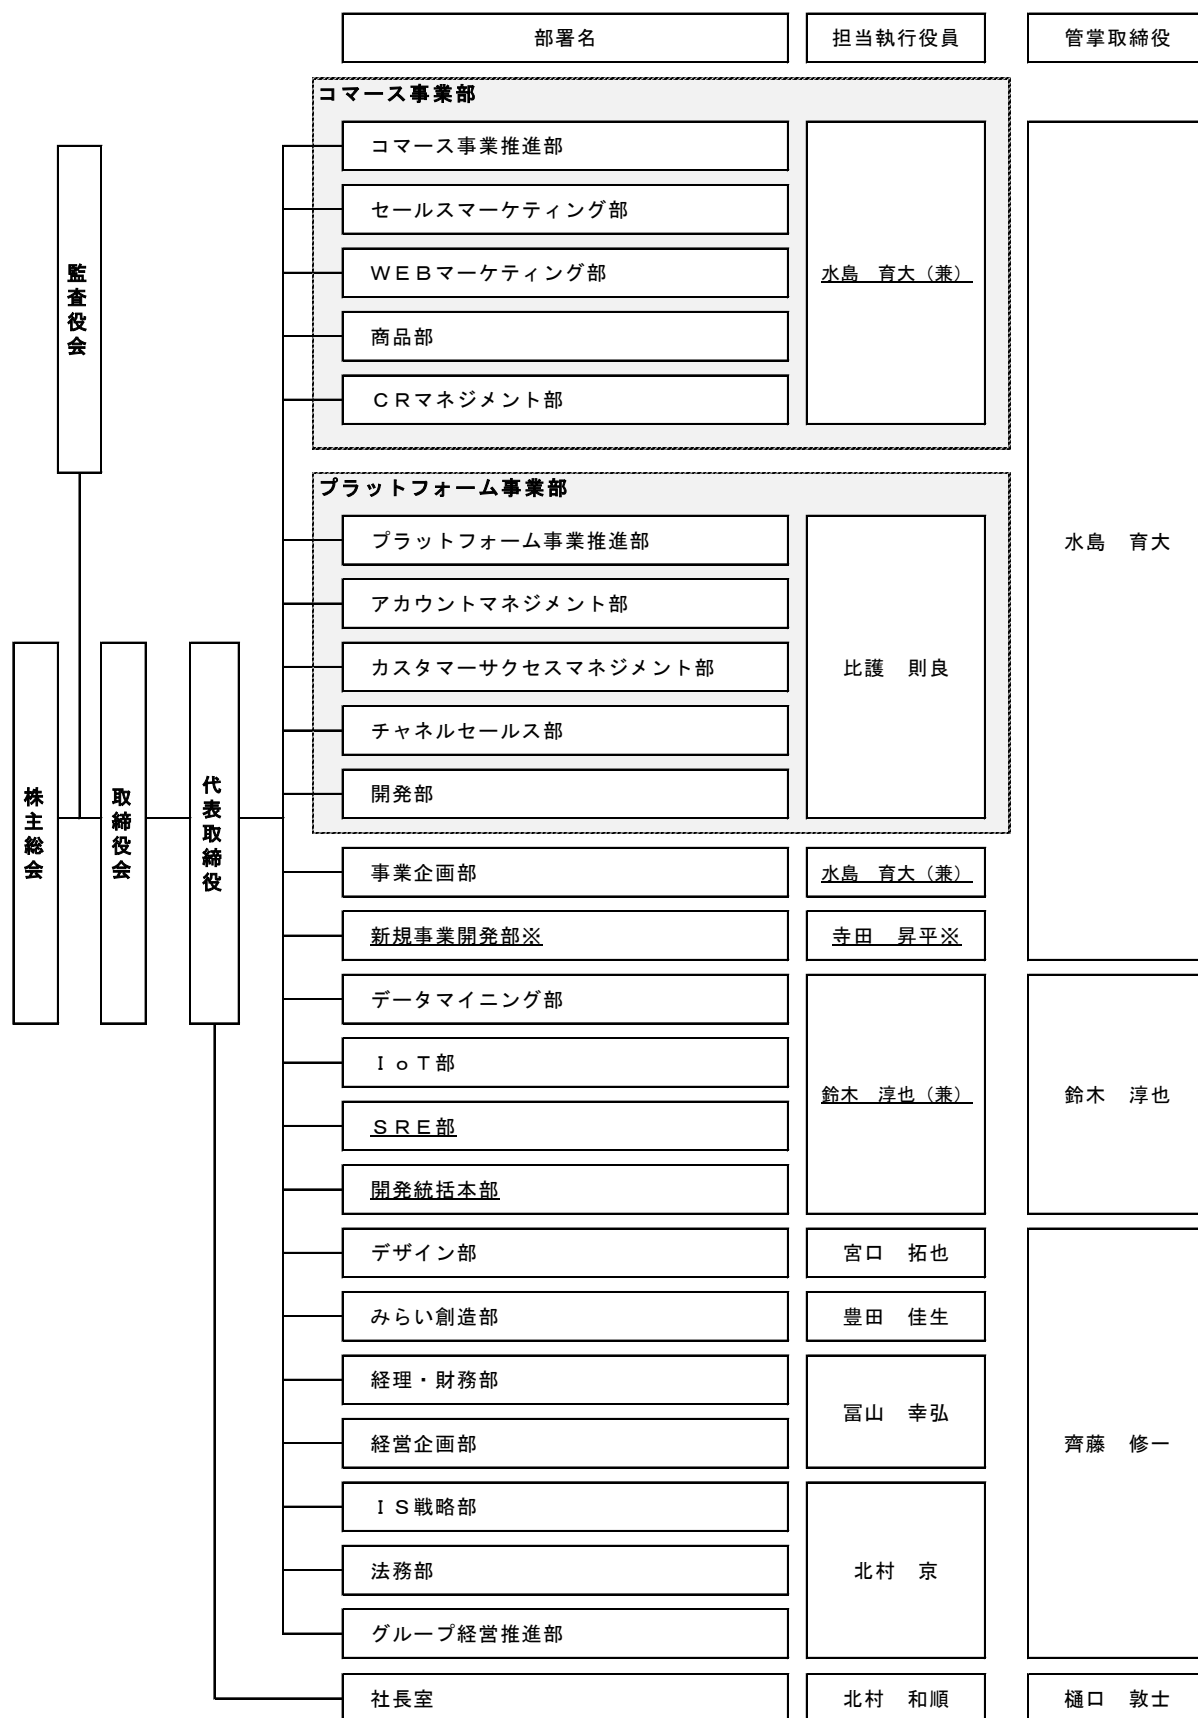 部署名 担当執行役員 管掌取締役
コマース事業部
コマース事業推進部
セールスマーケティング部
WEBマーケティング部
商品部
CRマネジメント部
水島 育大(兼)
プラットフォーム事業部
プラットフォーム事業推進部
アカウントマネジメント部
カスタマーサクセスマネジメント部
チャネルセールス部
開発部
比護 則良
事業企画部 水島 育大(兼)
新規事業開発部※ 寺田 昇平※
水島 育大
データマイニング部
IoT部
SRE部
開発統括本部
鈴木 淳也(兼)
鈴木 淳也
デザイン部 宮口 拓也
みらい創造部 豊田 佳生
経理・財務部
経営企画部
冨山 幸弘
IS戦略部
法務部
グループ経営推進部
北村 京
齊藤 修一
社長室 北村 和順 樋口 敦士
監査役会
株主総会
取締役会
代表取締役